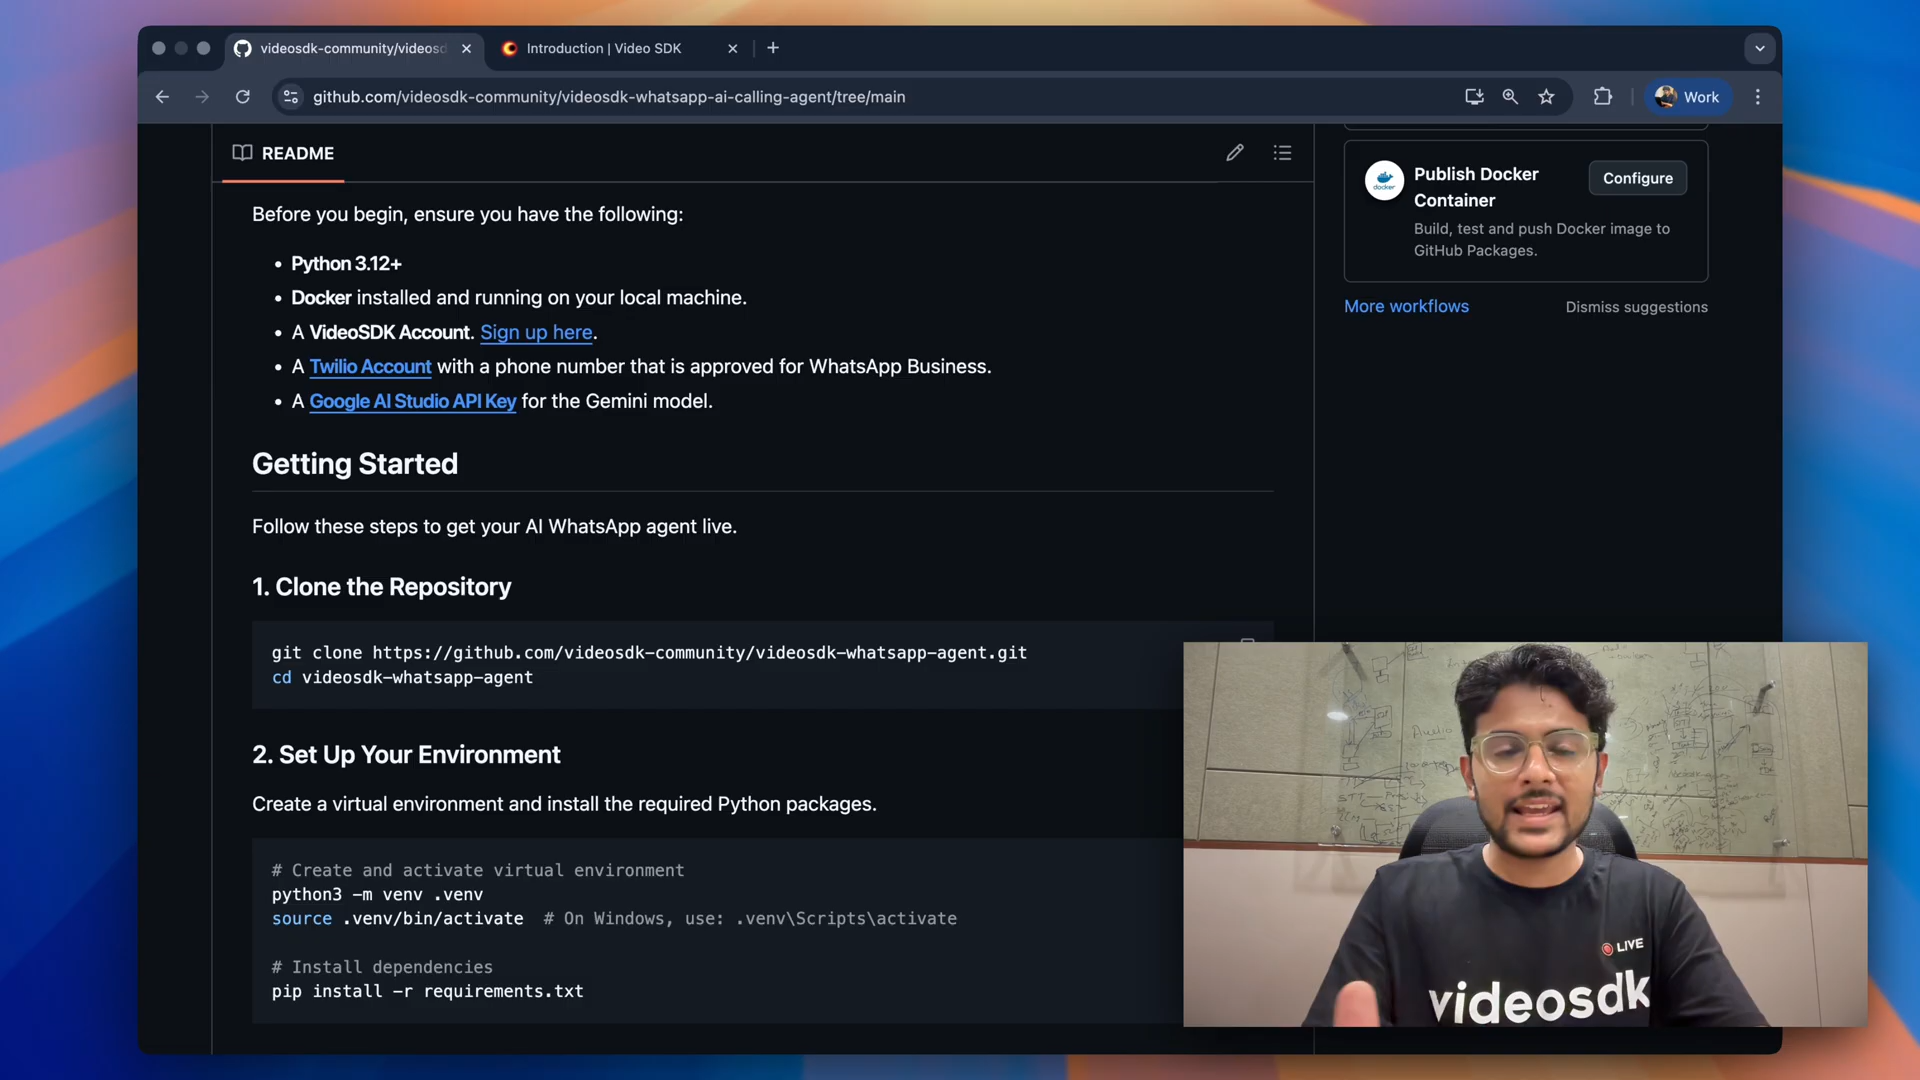 videosdk-community/videosd
Introduction | Video SDK
github.com/videosdk-community/videosdk-whatsapp-ai-calling-agent/tree/main
Work
README
Before you begin, ensure you have the following:
• Python 3.12+
• Docker installed and running on your local machine.
• A VideoSDK Account. Sign up here.
• A Twilio Account with a phone number that is approved for WhatsApp Business.
• A Google AI Studio API Key for the Gemini model.
Getting Started
Follow these steps to get your AI WhatsApp agent live.
1. Clone the Repository
git clone https://github.com/videosdk-community/videosdk-whatsapp-agent.git
cd videosdk-whatsapp-agent
2. Set Up Your Environment
Create a virtual environment and install the required Python packages.
# Create and activate virtual environment
python3 -m venv .venv
source .venv/bin/activate # On Windows, use: .venv\Scripts\activate
# Install dependencies
pip install -r requirements.txt
docker
Publish Docker
Container
Configure
Build, test and push Docker image to
GitHub Packages.
More workflows
Dismiss suggestions
LIVE
videosdk